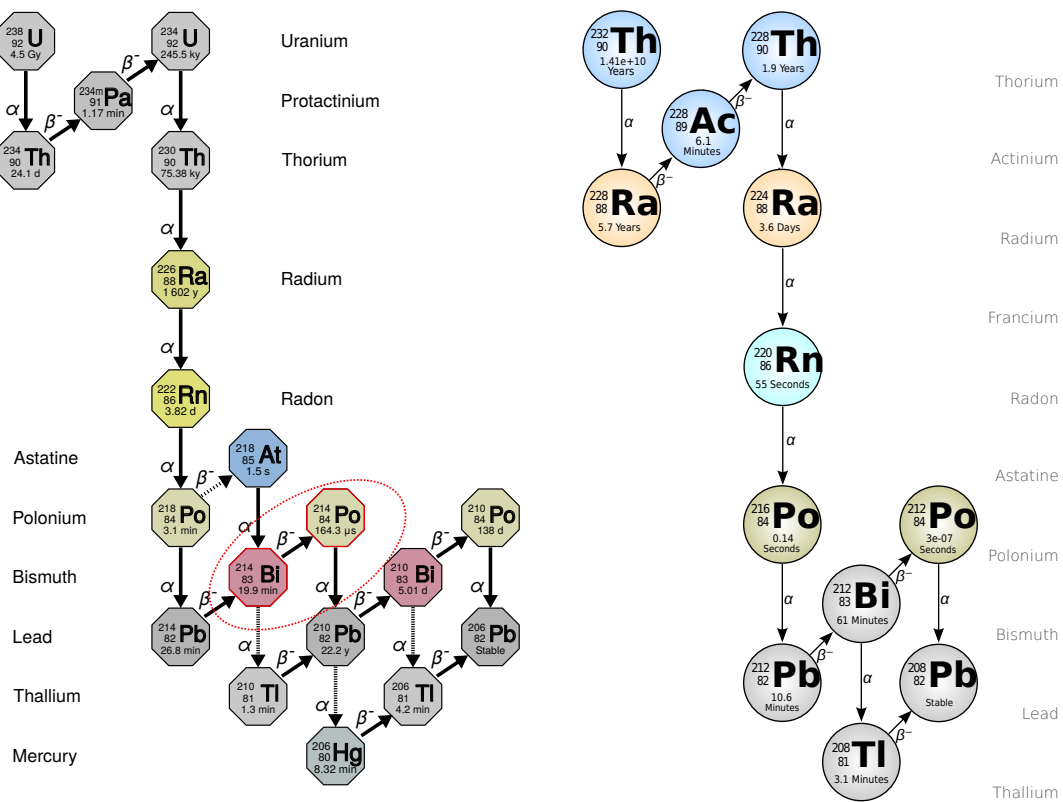 238
92 U
4.5 Gy
234
92 U
245.5 ky
Uranium
β-
234m
91 Pa
1.17 min
Protactinium
α
β-
α
234
90 Th
24.1 d
230
90 Th
75.38 ky
Thorium
α
226
88 Ra
1 602 y
Radium
α
222
86 Rn
3.82 d
Radon
α
Astatine
β-
218
85 At
1.5 s
Polonium
218
84 Po
3.1 min
α
β-
214
84 Po
164.3 µs
210
84 Po
138 d
β-
Bismuth
214
83 Bi
19.9 min
210
83 Bi
5.01 d
α
β-
α
β-
α
Lead
214
82 Pb
26.8 min
210
82 Pb
22.2 y
206
82 Pb
Stable
α
β-
α
β-
Thallium
210
81 Tl
1.3 min
206
81 Tl
4.2 min
α
β-
Mercury
206
80 Hg
8.32 min
232
90 Th
1.41e+10
Years
228
90 Th
1.9 Years
Thorium
β−
228
89 Ac
6.1
Minutes
α
α
Actinium
β−
228
88 Ra
5.7 Years
224
88 Ra
3.6 Days
Radium
α
Francium
220
86 Rn
55 Seconds
Radon
α
Astatine
216
84 Po
0.14
Seconds
212
84 Po
3e-07
Seconds
Polonium
β−
α
212
83 Bi
61 Minutes
α
Bismuth
β−
212
82 Pb
10.6
Minutes
α
208
82 Pb
Stable
Lead
β−
208
81 Tl
3.1 Minutes
Thallium